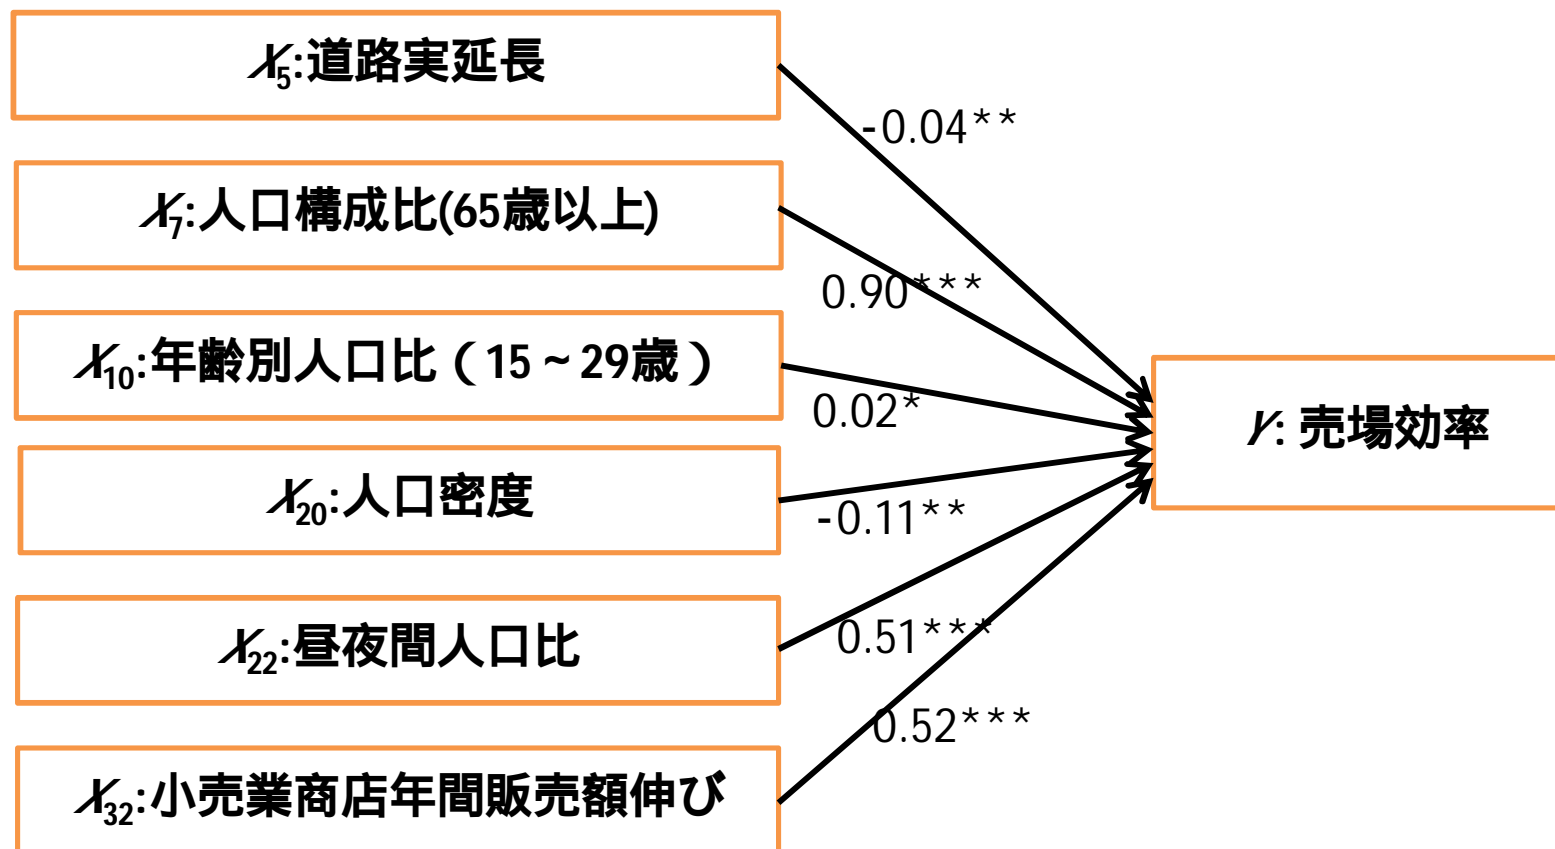 X5:道路実延長
-0.04**
X7:人口構成比(65歳以上)
0.90***
X10:年齢別人口比（15～29歳）
0.02*
Y: 売場効率
X20:人口密度
-0.11**
X22:昼夜間人口比
0.51***
0.52***
X32:小売業商店年間販売額伸び